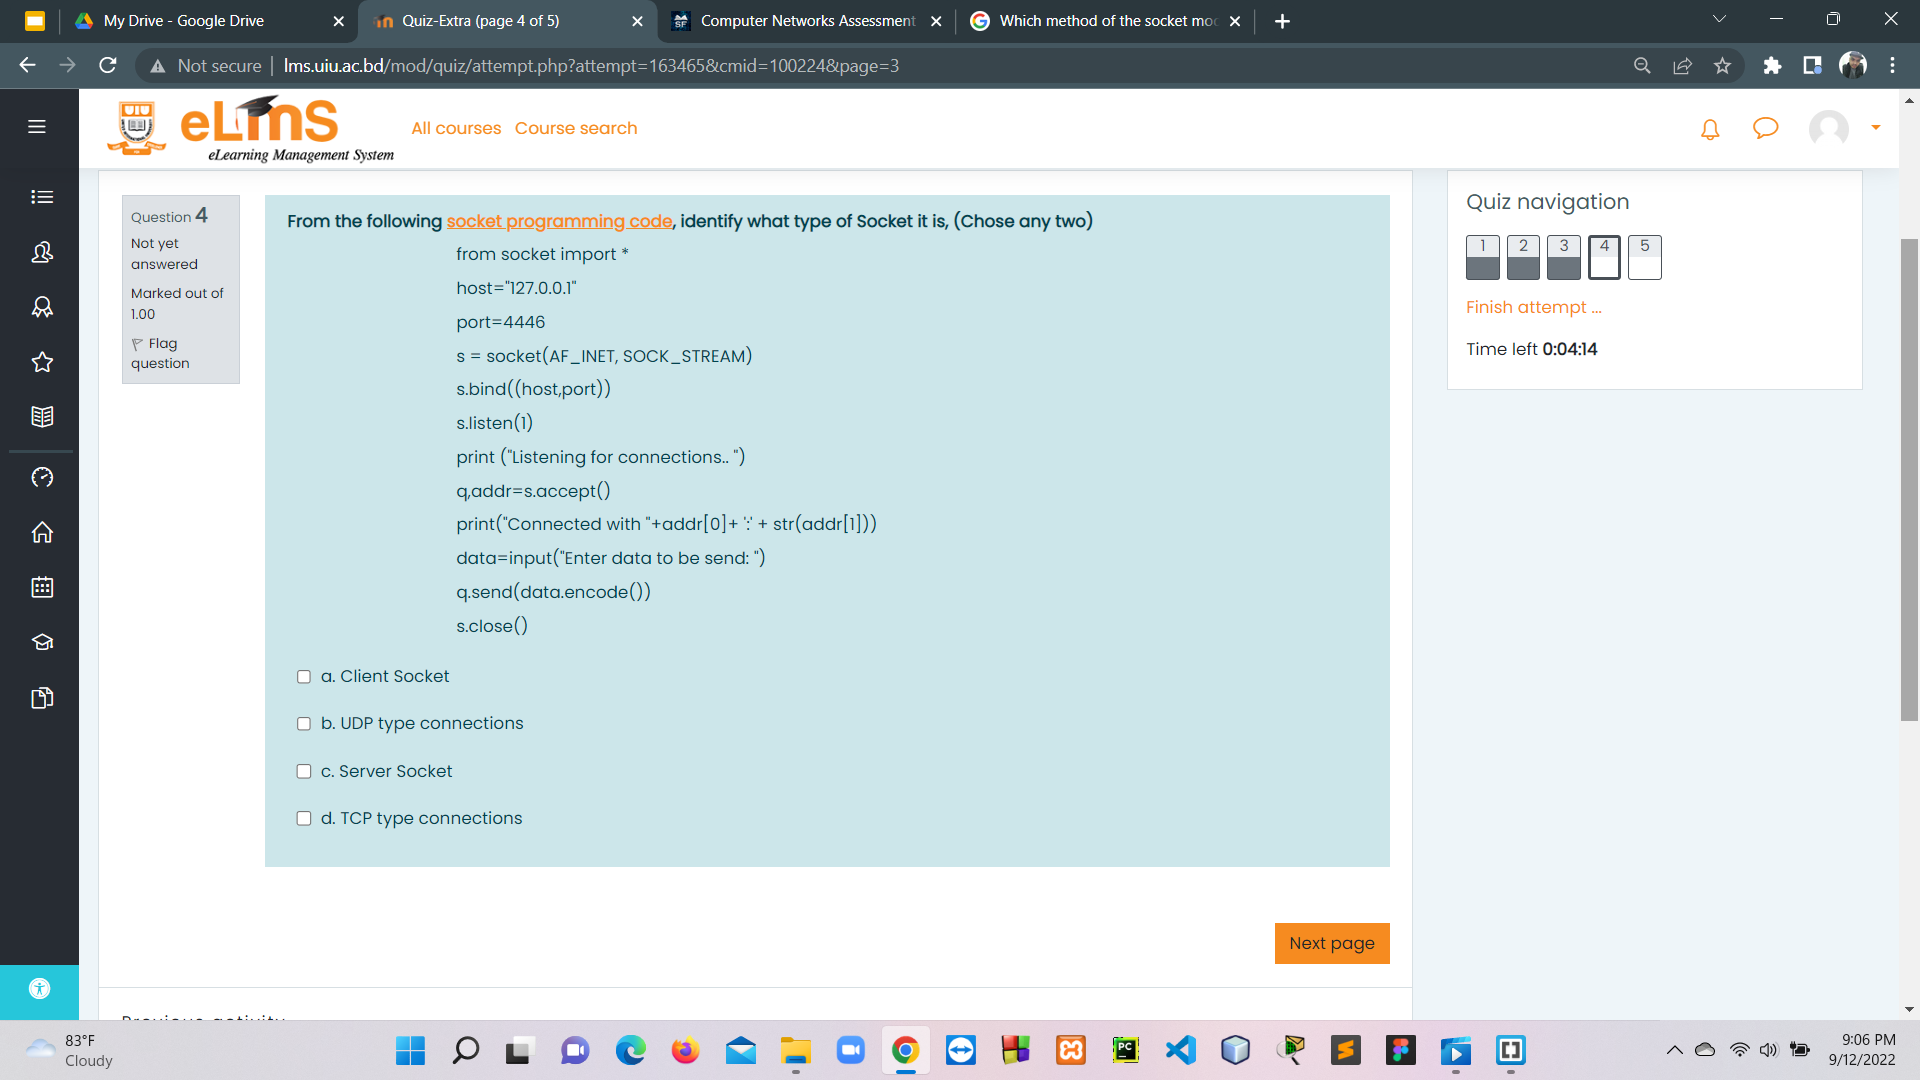 My Drive - Google Drive
Quiz-Extra (page 4 of 5)
Computer Networks Assessment
Which method of the socket mod
Not secure
lms.uiu.ac.bd/mod/quiz/attempt.php?attempt=163465&cmid=100224&page=3
eLmS
eLearning Management System
All courses
Course search
Question 4
Not yet
answered
Marked out of
1.00
Flag
question
From the following socket programming code, identify what type of Socket it is, (Chose any two)
from socket import *
host="127.0.0.1"
port=4446
s = socket(AF_INET, SOCK_STREAM)
s.bind((host,port))
s.listen(1)
print ("Listening for connections.. ")
q,addr=s.accept()
print("Connected with "+addr[0]+ ':' + str(addr[1]))
data=input("Enter data to be send: ")
q.send(data.encode())
s.close()
a. Client Socket
b. UDP type connections
c. Server Socket
d. TCP type connections
Next page
Quiz navigation
1 2 3 4 5
Finish attempt ...
Time left 0:04:14
Previous activity
83°F
Cloudy
9:06 PM
9/12/2022